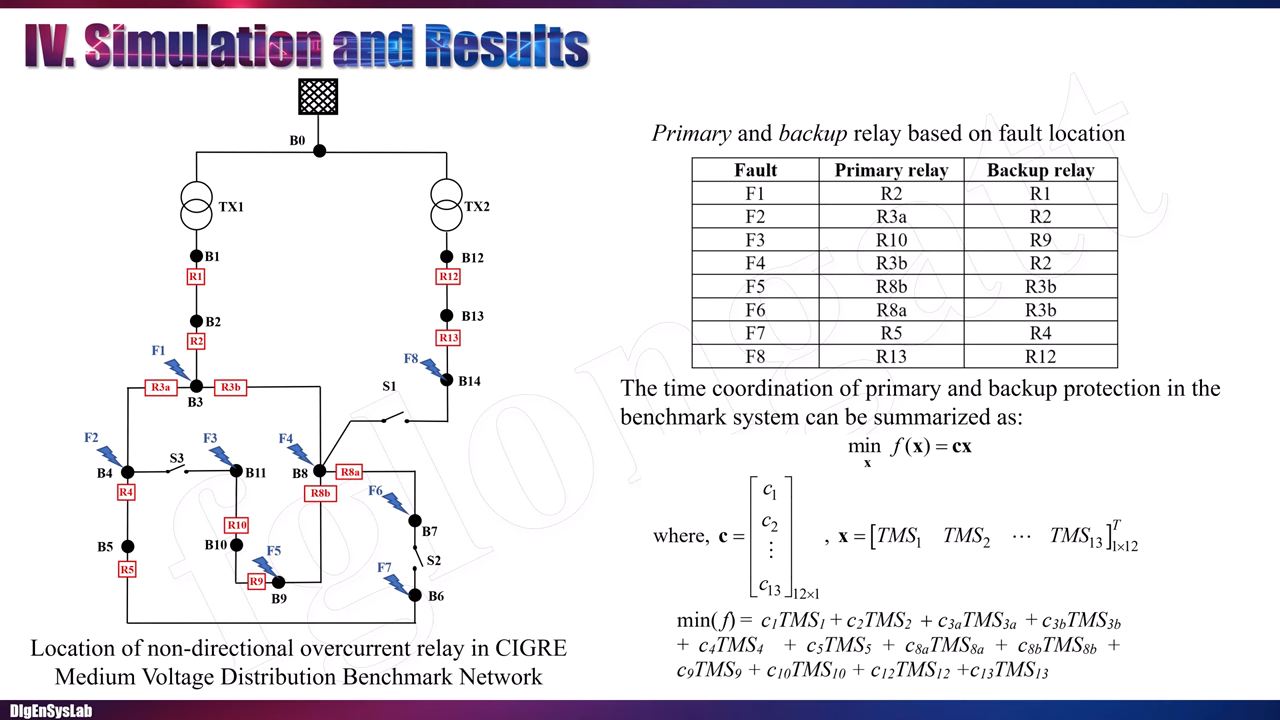 IV. Simulation and Results
B0
TX1
TX2
B1
B12
R1
R12
B2
B13
R2
R13
F1
F8
B14
R3a
R3b
S1
B3
F2
F3
F4
S3
B4
B11
B8
R8a
R4
R8b
F6
R10
B7
B5
B10
F5
S2
R5
R9
F7
B9
B6
Location of non-directional overcurrent relay in CIGRE
Medium Voltage Distribution Benchmark Network
Primary and backup relay based on fault location
Fault Primary relay Backup relay
F1 R2 R1
F2 R3a R2
F3 R10 R9
F4 R3b R2
F5 R8b R3b
F6 R8a R3b
F7 R5 R4
F8 R13 R12
The time coordination of primary and backup protection in the
benchmark system can be summarized as:
min f(x) = cx
x
where, c = [c1 c2 ⋮ c13]12×1 , x = [TMS1 TMS2 ⋯ TMS13]T1×12
min(f) = c1TMS1 + c2TMS2 + c3aTMS3a + c3bTMS3b
+ c4TMS4 + c5TMS5 + c8aTMS8a + c8bTMS8b +
c9TMS9 + c10TMS10 + c12TMS12 +c13TMS13
fglongatt
DIgEnSysLab